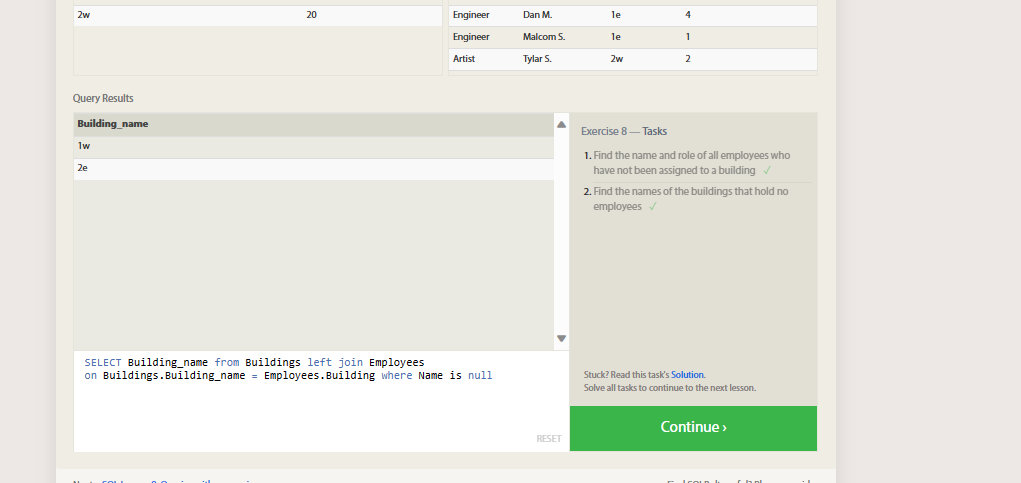 2w 20
Engineer Dan M. 1e 4
Engineer Malcom S. 1e 1
Artist Tylar S. 2w 2
Query Results
Building_name
1w
2e
SELECT Building_name from Buildings left join Employees
on Buildings.Building_name = Employees.Building where Name is null
RESET
Exercise 8 — Tasks
1. Find the name and role of all employees who
have not been assigned to a building ✓
2. Find the names of the buildings that hold no
employees ✓
Stuck? Read this task's Solution.
Solve all tasks to continue to the next lesson.
Continue ›